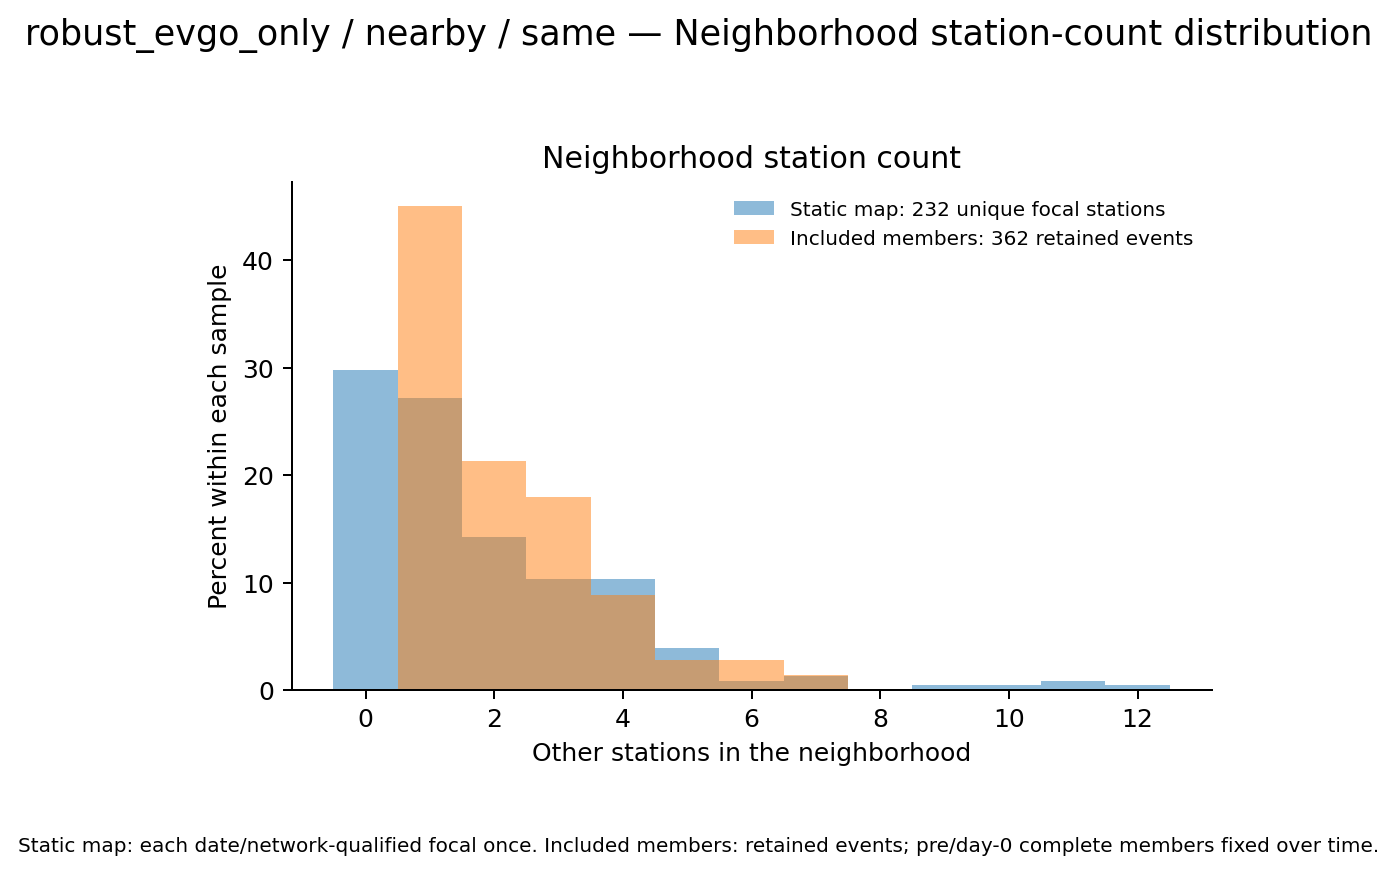 robust_evgo_only / nearby / same — Neighborhood station-count distribution
Neighborhood station count
Static map: 232 unique focal stations
Included members: 362 retained events
Percent within each sample
40
30
20
10
0
0 2 4 6 8 10 12
Other stations in the neighborhood
Static map: each date/network-qualified focal once. Included members: retained events; pre/day-0 complete members fixed over time.